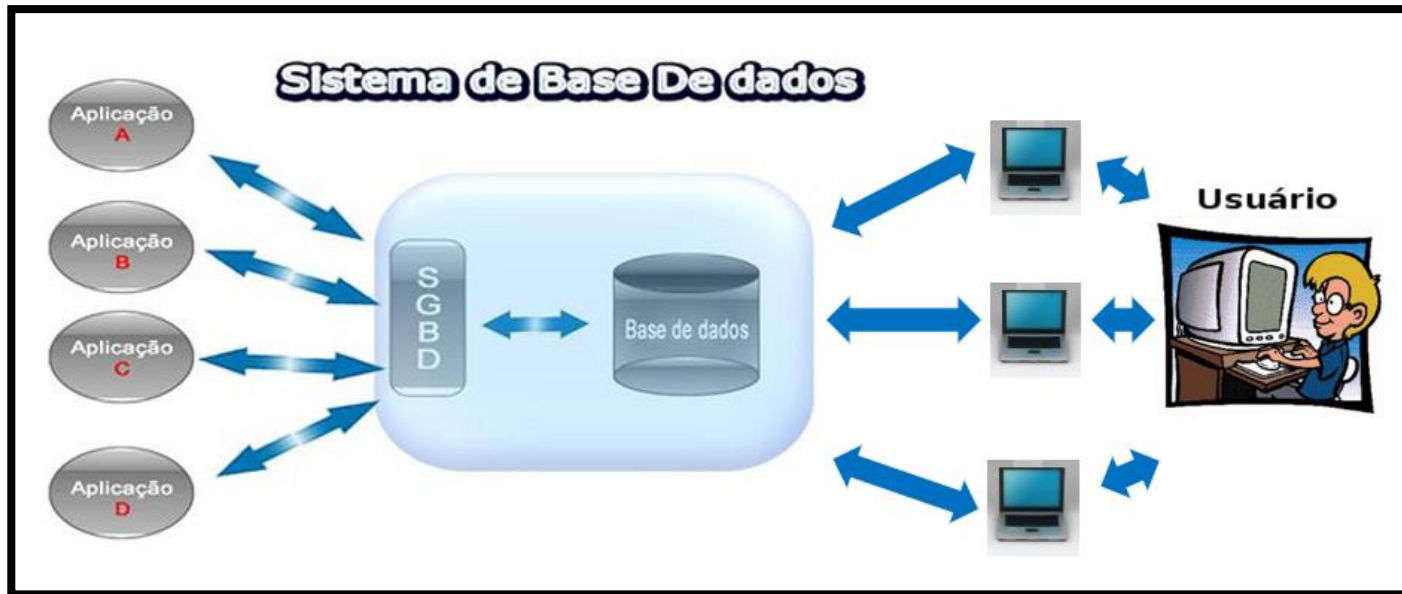 Sistema de Base De dados
Aplicação
A
Aplicação
B
Aplicação
C
Aplicação
D
S
G
B
D
Base de dados
Usuário